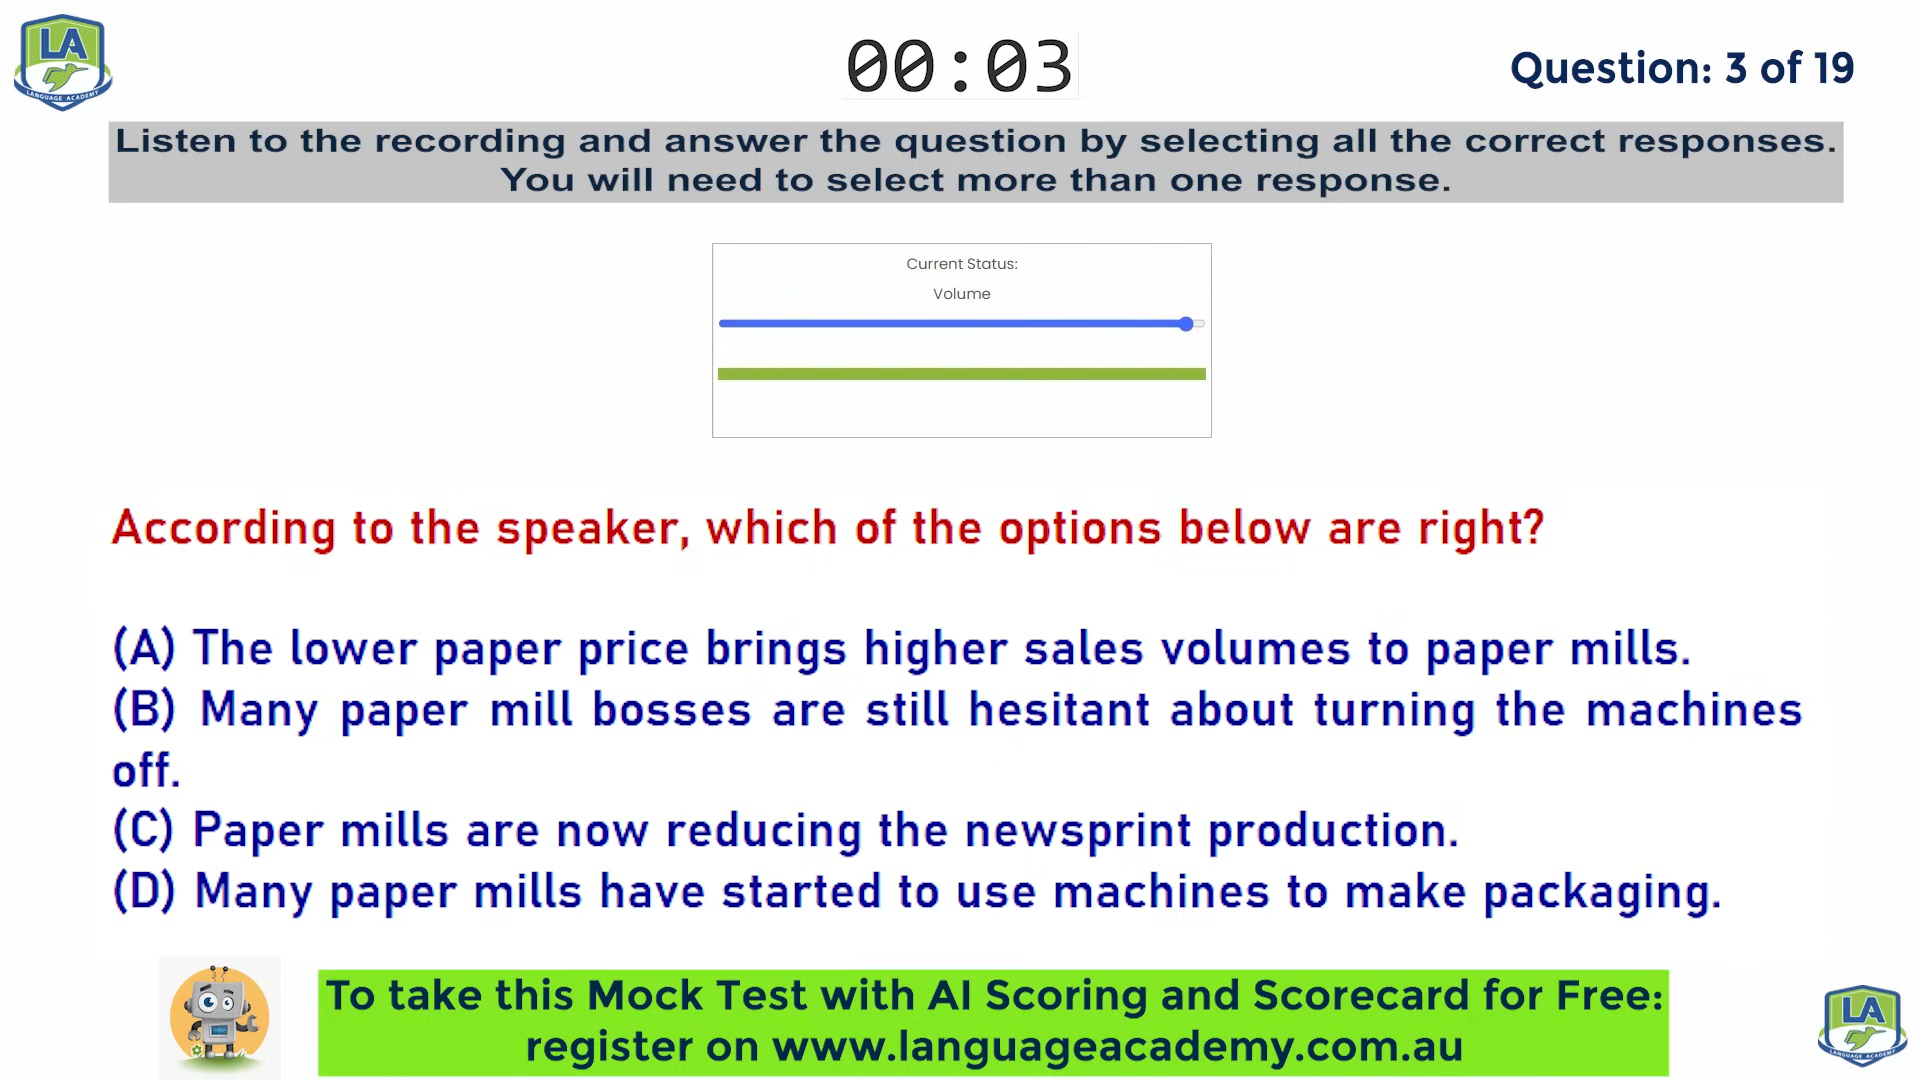 LA
LANGUAGE ACADEMY
00:03
Question: 3 of 19
Listen to the recording and answer the question by selecting all the correct responses.
You will need to select more than one response.
Current Status:
Volume
According to the speaker, which of the options below are right?
(A) The lower paper price brings higher sales volumes to paper mills.
(B) Many paper mill bosses are still hesitant about turning the machines
off.
(C) Paper mills are now reducing the newsprint production.
(D) Many paper mills have started to use machines to make packaging.
To take this Mock Test with AI Scoring and Scorecard for Free:
register on www.languageacademy.com.au
LA
LANGUAGE ACADEMY